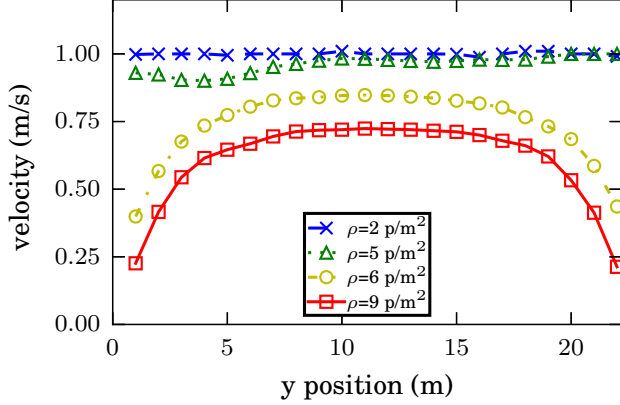 1.00
0.75
0.50
0.25
0.00
velocity (m/s)
ρ=2 p/m²
ρ=5 p/m²
ρ=6 p/m²
ρ=9 p/m²
0 5 10 15 20
y position (m)